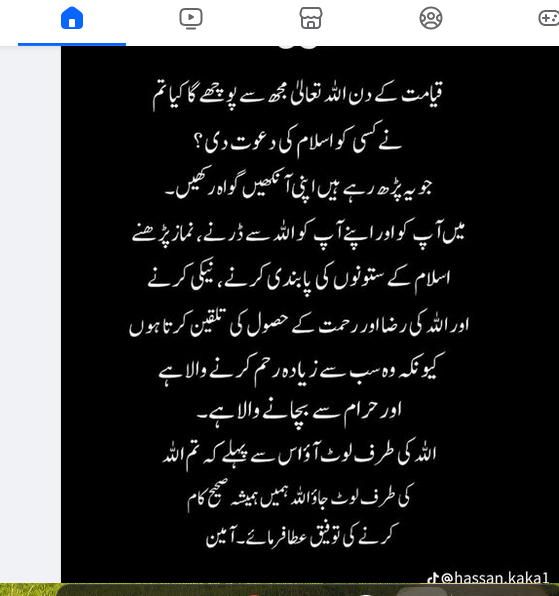 قیامت کے دن اللہ تعالیٰ مجھ سے پوچھے گا کیا تم
نے کسی کو اسلام کی دعوت دی؟
جو یہ پڑھ رہے ہیں اپنی آنکھیں گواہ رکھیں۔
میں آپ کو اور اپنے آپ کو اللہ سے ڈرنے، نماز پڑھنے
اسلام کے ستونوں کی پابندی کرنے، نیکی کرنے
اور اللہ کی رضا اور رحمت کے حصول کی تلقین کرتا ہوں
کیونکہ وہ سب سے زیادہ رحم کرنے والا ہے
اور حرام سے بچانے والا ہے۔
اللہ کی طرف لوٹ آؤ اس سے پہلے کہ تم اللہ
کی طرف لوٹ جاؤ اللہ ہمیں ہمیشہ صحیح کام
کرنے کی توفیق عطا فرمائے۔ آمین
@hassan.kaka1